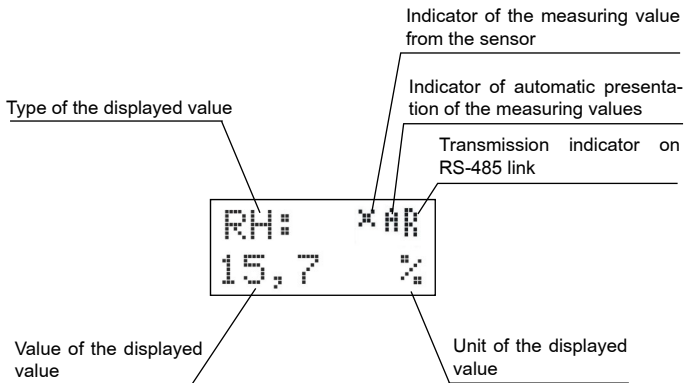 Indicator of the measuring value
from the sensor
Indicator of automatic presenta-
tion of the measuring values
Type of the displayed value
Transmission indicator on
RS-485 link
RH: ×AR
15,7 %
Value of the displayed
value
Unit of the displayed
value